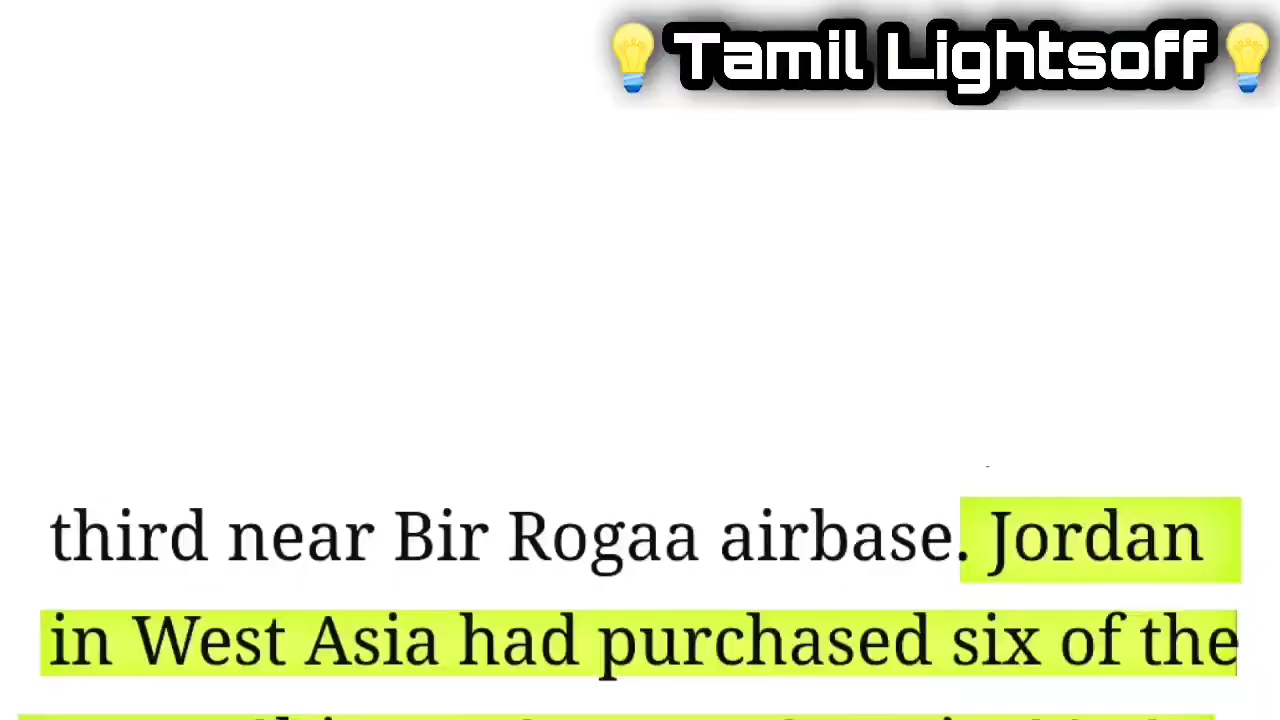 Tamil Lightsoff
third near Bir Rogaa airbase. Jordan
in West Asia had purchased six of the